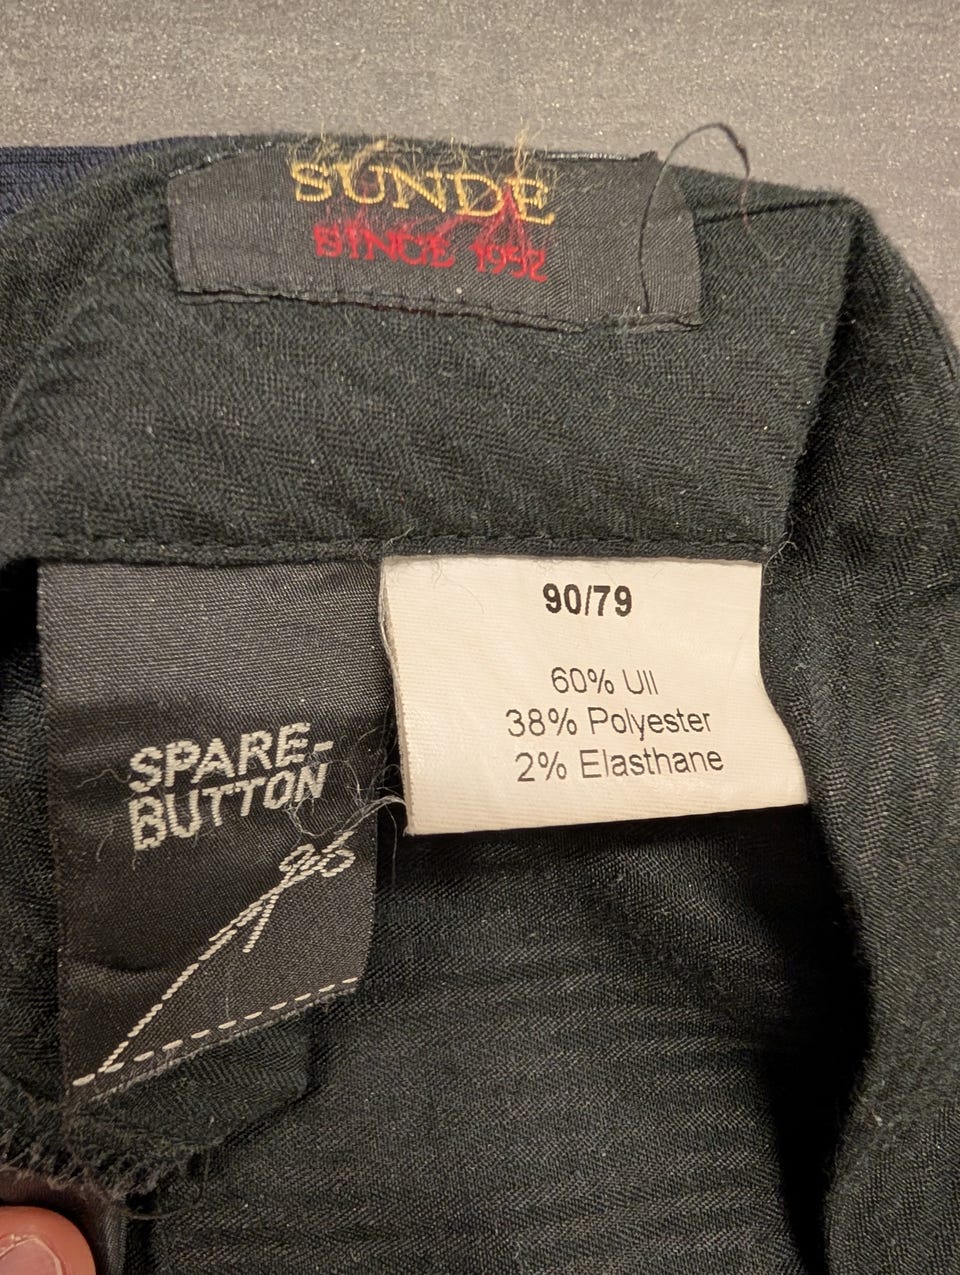 SUNDE
SINCE 1952
90/79
60% Ull
38% Polyester
2% Elasthane
SPARE-
BUTTON